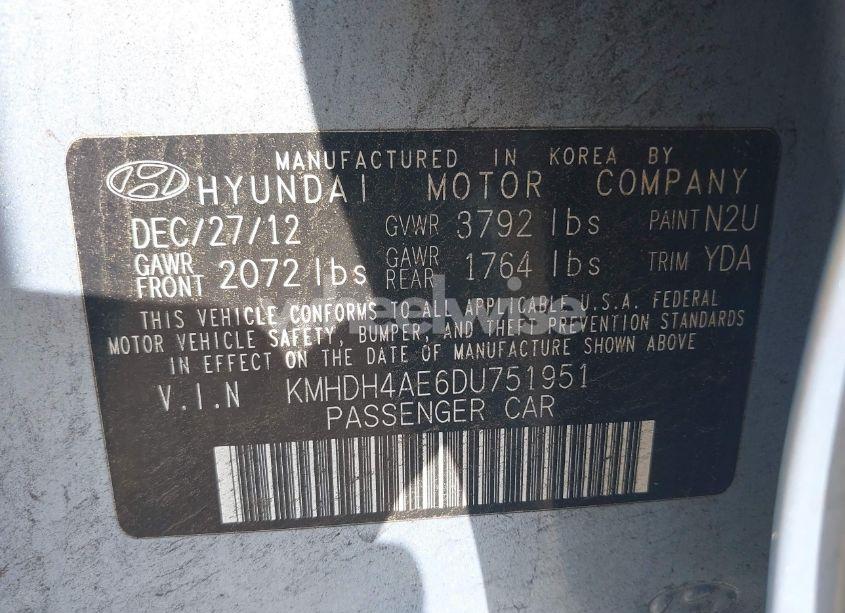 MANUFACTURED IN KOREA BY
HYUNDAI MOTOR COMPANY
DEC/27/12 GVWR 3792 lbs PAINT N2U
GAWR FRONT 2072 lbs GAWR REAR 1764 lbs TRIM YDA
THIS VEHICLE CONFORMS TO ALL APPLICABLE U.S.A. FEDERAL
MOTOR VEHICLE SAFETY, BUMPER, AND THEFT PREVENTION STANDARDS
IN EFFECT ON THE DATE OF MANUFACTURE SHOWN ABOVE
V.I.N KMHDH4AE6DU751951
PASSENGER CAR
wheelwise